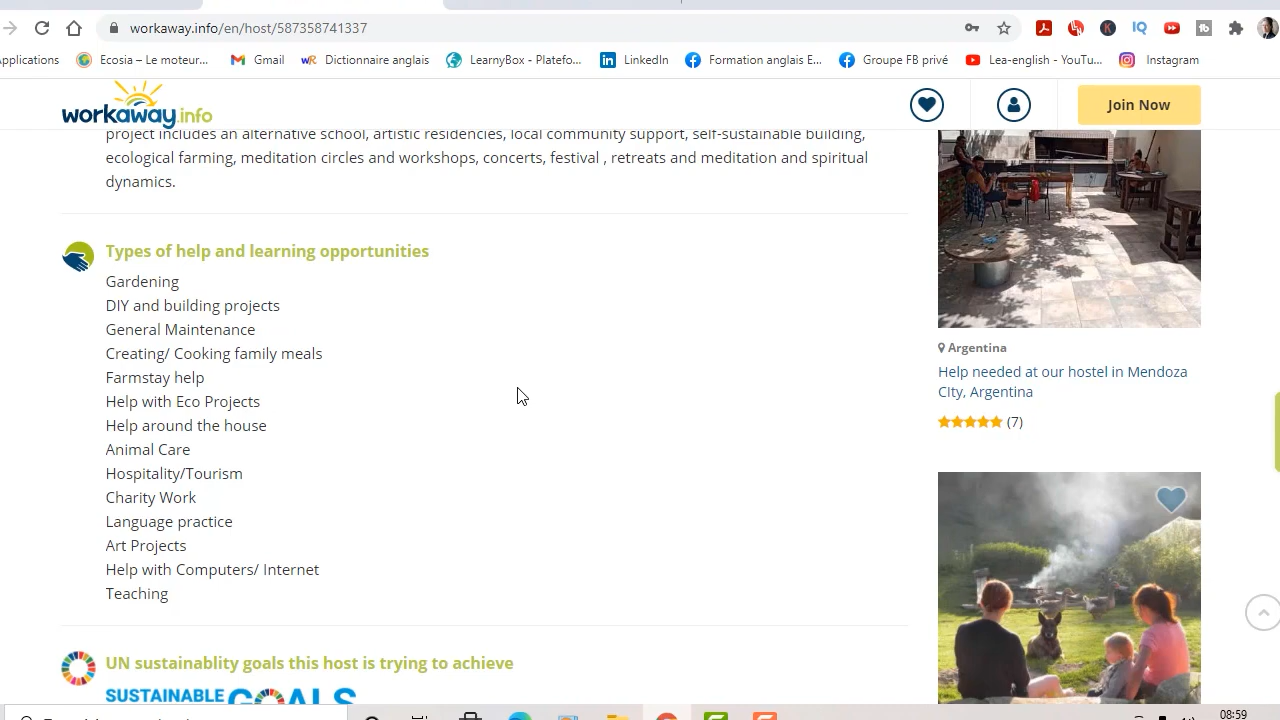 workaway.info/en/host/587358741337
pplications
Ecosia – Le moteur...
Gmail
Dictionnaire anglais
LearnyBox - Platefo...
LinkedIn
Formation anglais E...
Groupe FB privé
Lea-english - YouTu...
Instagram
workaway.info
Join Now
project includes an alternative school, artistic residencies, local community support, self-sustainable building,
ecological farming, meditation circles and workshops, concerts, festival , retreats and meditation and spiritual
dynamics.
Types of help and learning opportunities
Gardening
DIY and building projects
General Maintenance
Creating/ Cooking family meals
Farmstay help
Help with Eco Projects
Help around the house
Animal Care
Hospitality/Tourism
Charity Work
Language practice
Art Projects
Help with Computers/ Internet
Teaching
Argentina
Help needed at our hostel in Mendoza
CIty, Argentina
(7)
UN sustainablity goals this host is trying to achieve
SUSTAINABLE GOALS
08:59